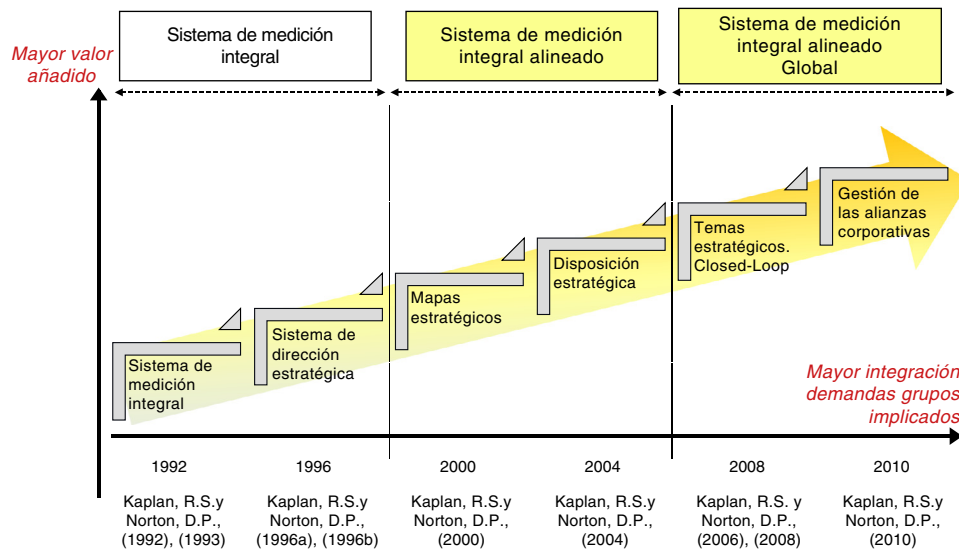 Sistema de medición
integral
Sistema de medición
integral alineado
Sistema de medición
integral alineado
Global
Mayor valor
añadido
Sistema de
medición
integral
Sistema de
dirección
estratégica
Mapas
estratégicos
Disposición
estratégica
Temas
estratégicos.
Closed-Loop
Gestión de
las alianzas
corporativas
Mayor integración
demandas grupos
implicados
1992
1996
2000
2004
2008
2010
Kaplan, R.S.y
Norton, D.P.,
(1992), (1993)
Kaplan, R.S.y
Norton, D.P.,
(1996a), (1996b)
Kaplan, R.S.y
Norton, D.P.,
(2000)
Kaplan, R.S.y
Norton, D.P.,
(2004)
Kaplan, R.S. y
Norton, D.P.,
(2006), (2008)
Kaplan, R.S.y
Norton, D.P.,
(2010)